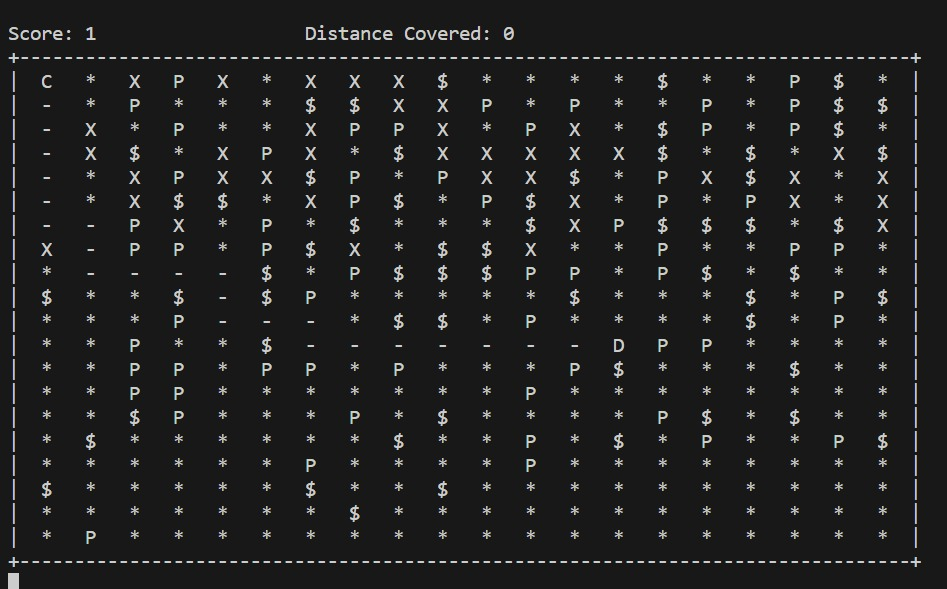 Score: 1                   Distance Covered: 0
+---------------------------------------------------------------------------------+
|  C   *   X   P   X   *   X   X   X   $   *   *   *   *   $   *   *   P   $   *  |
|  -   *   P   *   *   *   $   $   X   X   P   *   P   *   *   P   *   P   $   $  |
|  -   X   *   P   *   *   X   P   P   X   *   P   X   *   $   P   *   P   $   *  |
|  -   X   $   *   X   P   X   *   $   X   X   X   X   X   $   *   $   *   X   $  |
|  -   *   X   P   X   X   $   P   *   P   X   X   $   *   P   X   $   X   *   X  |
|  -   *   X   $   $   *   X   P   $   *   P   $   X   *   P   *   P   X   *   X  |
|  -   -   P   X   *   P   *   $   *   *   *   $   X   P   $   $   $   *   $   X  |
|  X   -   P   P   *   P   $   X   *   $   $   X   *   *   P   *   *   P   P   *  |
|  *   -   -   -   -   $   *   P   $   $   $   P   P   *   P   $   *   $   *   *  |
|  $   *   *   $   -   $   P   *   *   *   *   *   $   *   *   *   $   *   P   $  |
|  *   *   *   P   -   -   -   *   $   $   *   P   *   *   *   *   $   *   P   *  |
|  *   *   P   *   *   $   -   -   -   -   -   -   -   D   P   P   *   *   *   *  |
|  *   *   P   P   *   P   P   *   P   *   *   *   P   $   *   *   *   $   *   *  |
|  *   *   P   P   *   *   *   *   *   *   *   P   *   *   *   *   *   *   *   *  |
|  *   *   $   P   *   *   *   P   *   $   *   *   *   *   P   $   *   $   *   *  |
|  *   $   *   *   *   *   *   *   $   *   *   P   *   $   *   P   *   *   P   $  |
|  *   *   *   *   *   *   P   *   *   *   *   P   *   *   *   *   *   *   *   *  |
|  $   *   *   *   *   *   $   *   *   $   *   *   *   *   *   *   *   *   *   *  |
|  *   *   *   *   *   *   *   $   *   *   *   *   *   *   *   *   *   *   *   *  |
|  *   P   *   *   *   *   *   *   *   *   *   *   *   *   *   *   *   *   *   *  |
+---------------------------------------------------------------------------------+